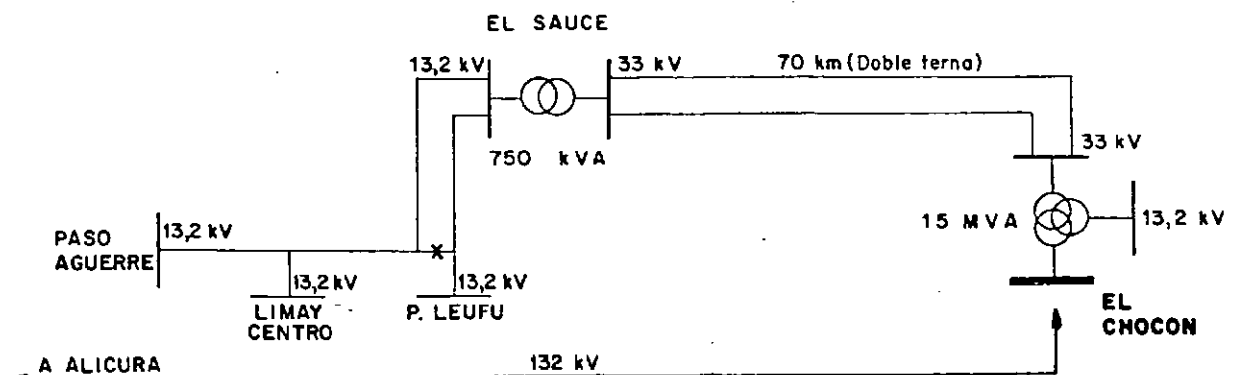 EL SAUCE
13,2 kV
33 kV
70 km (Doble terna)
750 kVA
33 kV
15 MVA
13,2 kV
PASO
AGUERRE
13,2 kV
x
13,2 kV
13,2 kV
LIMAY
CENTRO
P. LEUFU
EL
CHOCON
A ALICURA
132 kV